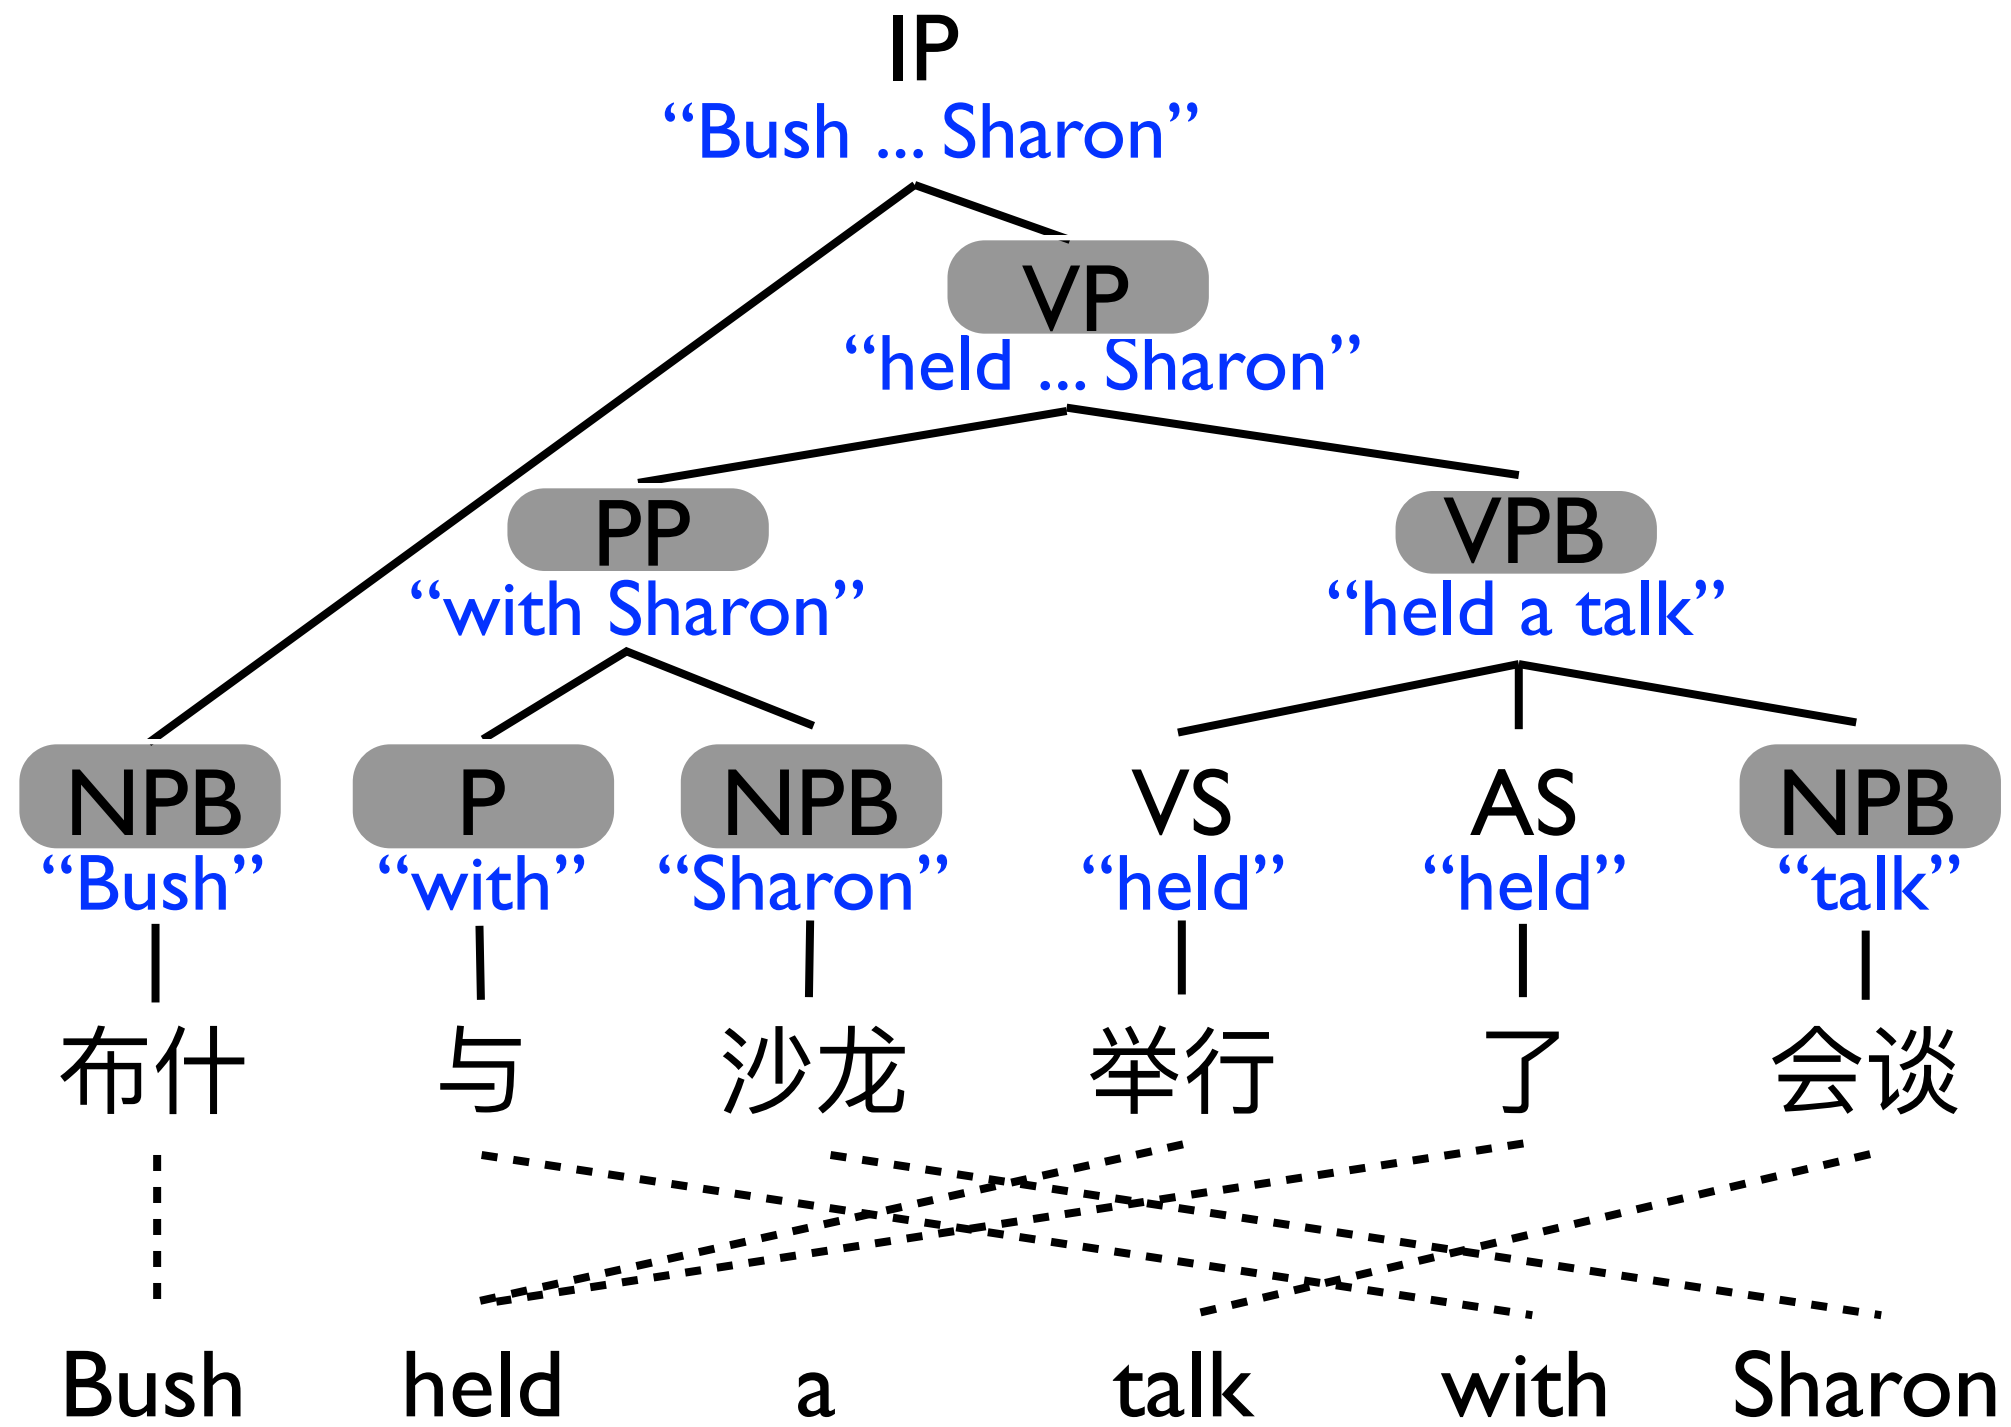 IP
“Bush ... Sharon”
VP
“held ... Sharon”
PP VPB
“with Sharon” “held a talk”
NPB P NPB VS AS NPB
“Bush” “with” “Sharon” “held” “held” “talk”
布什 与 沙龙 举行 了 会谈
Bush held a talk with Sharon